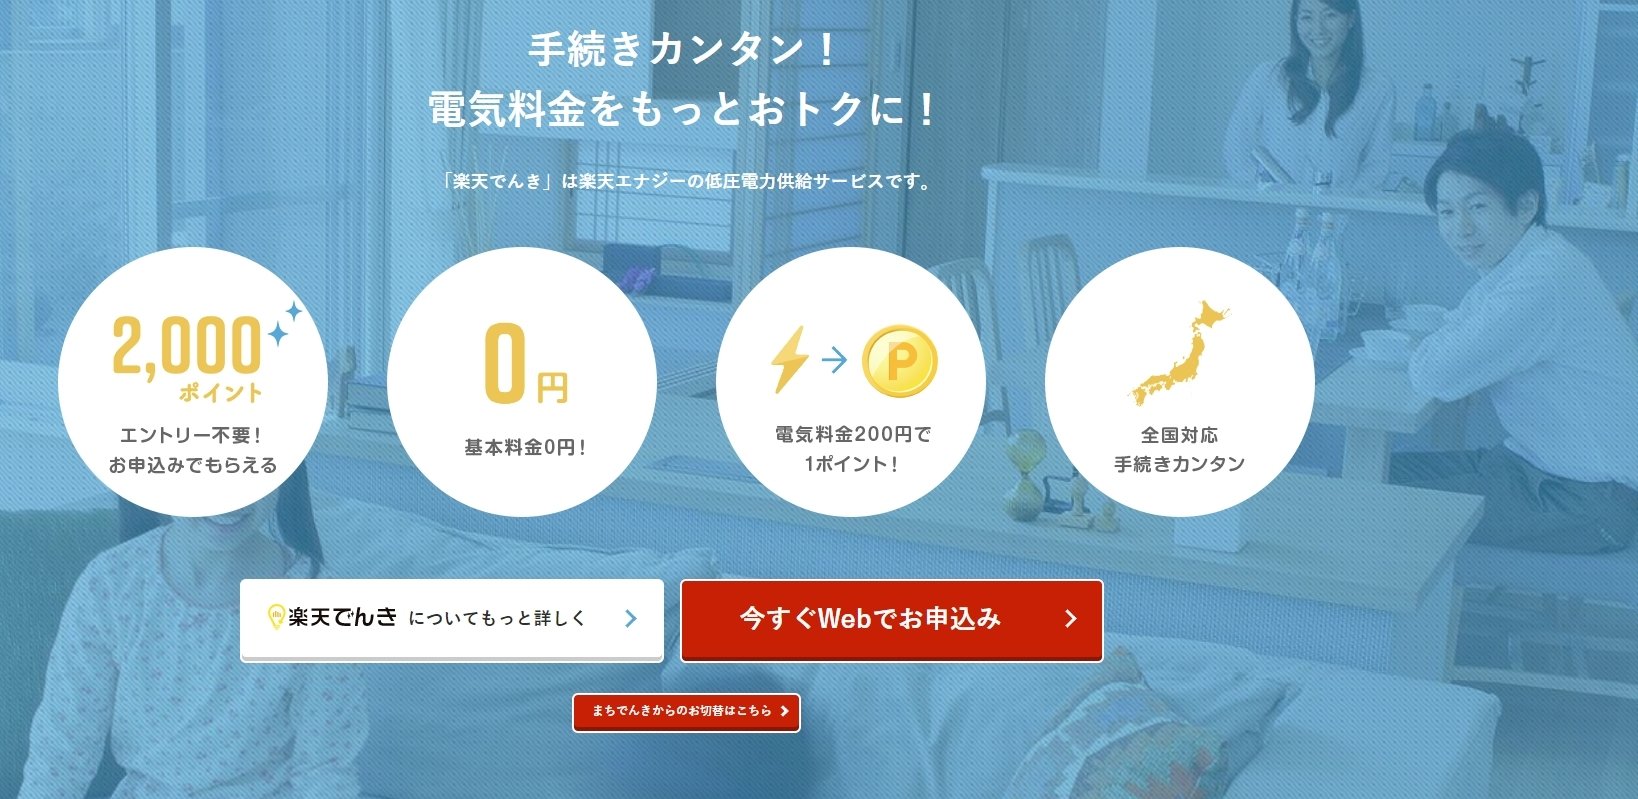 手続きカンタン！
電気料金をもっとおトクに！
「楽天でんき」は楽天エナジーの低圧電力供給サービスです。
2,000
ポイント
エントリー不要！
お申込みでもらえる
0円
基本料金0円！
P
電気料金200円で
1ポイント！
全国対応
手続きカンタン
楽天でんき についてもっと詳しく
今すぐWebでお申込み
まちでんきからのお切替はこちら